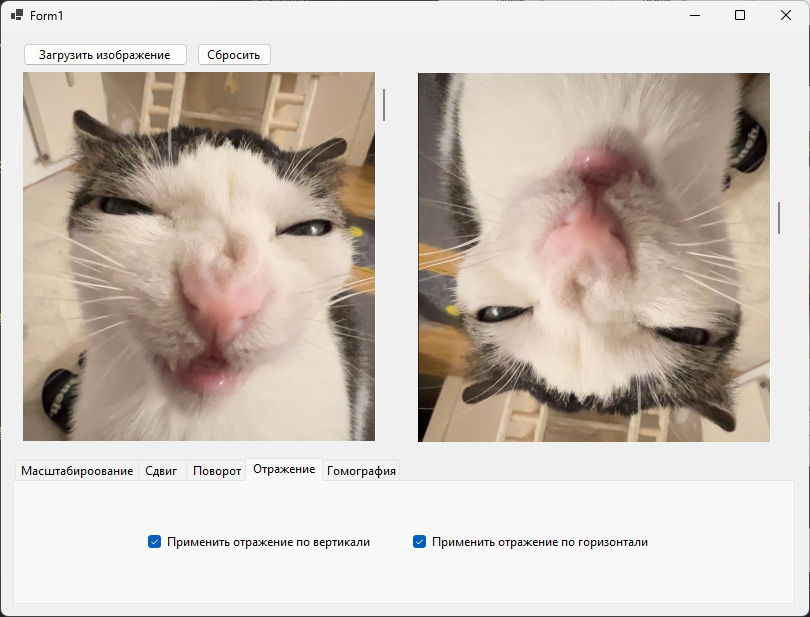 Form1
Загрузить изображение Сбросить
Масштабироование Сдвиг Поворот Отражение Гомография
Применить отражение по вертикали Применить отражение по горизонтали